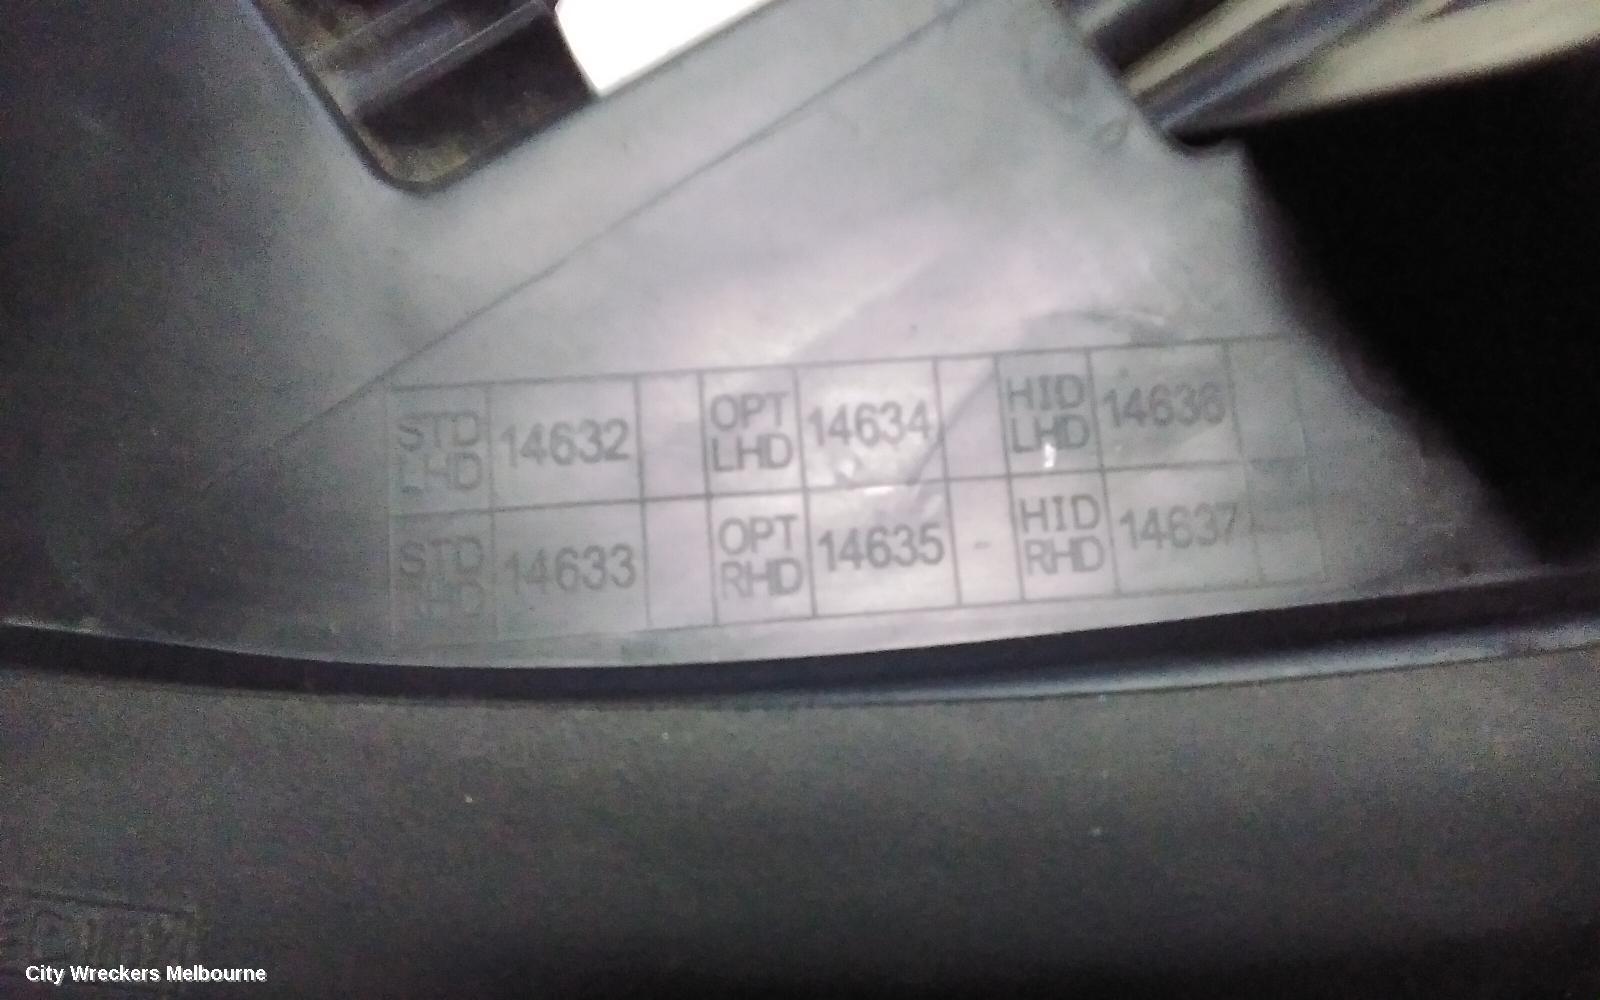 STD LHD 14632 OPT LHD 14634 HID LHD 14636
STD RHD 14633 OPT RHD 14635 - HID RHD 14637
City Wreckers Melbourne